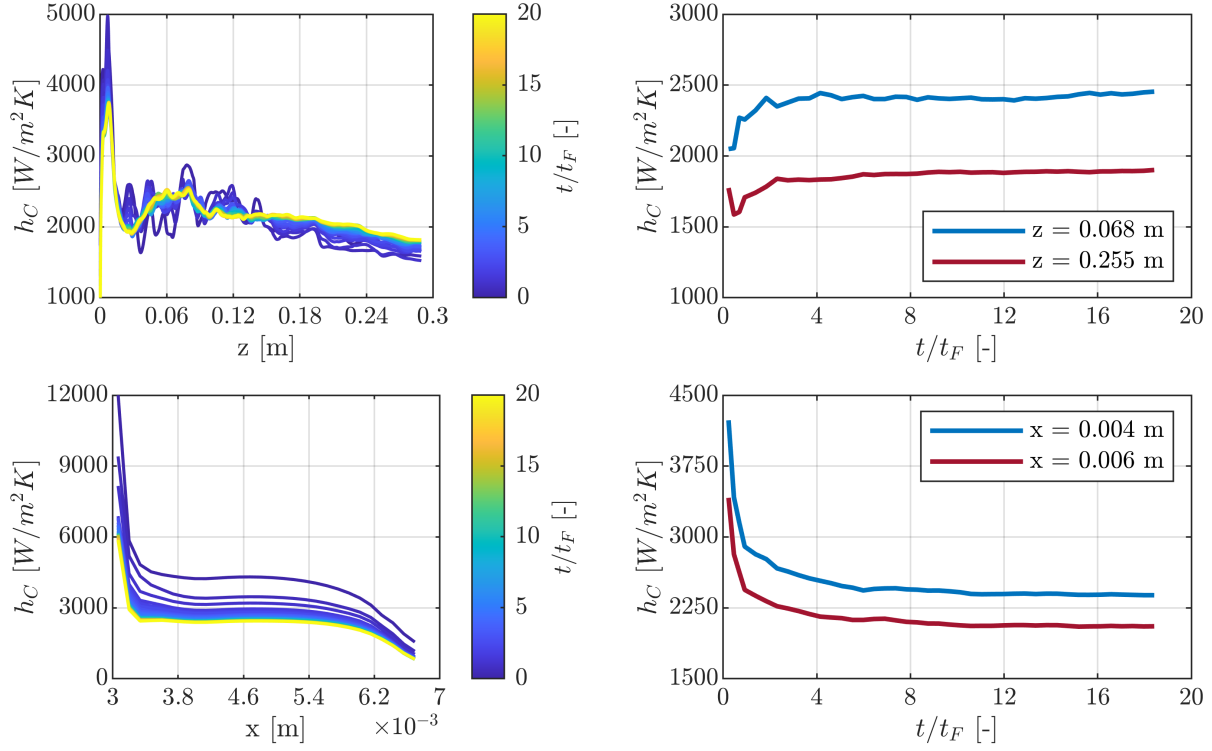 5000
4000
3000
2000
1000
h_C [W/m^2K]
0 0.06 0.12 0.18 0.24 0.3
z [m]
20
15
10
5
0
t/t_F [-]
3000
2500
2000
1500
1000
h_C [W/m^2K]
z = 0.068 m
z = 0.255 m
0 4 8 12 16 20
t/t_F [-]
12000
9000
6000
3000
0
h_C [W/m^2K]
3 3.8 4.6 5.4 6.2 7
x [m] ×10^{-3}
20
15
10
5
0
t/t_F [-]
4500
3750
3000
2250
1500
h_C [W/m^2K]
x = 0.004 m
x = 0.006 m
0 4 8 12 16 20
t/t_F [-]